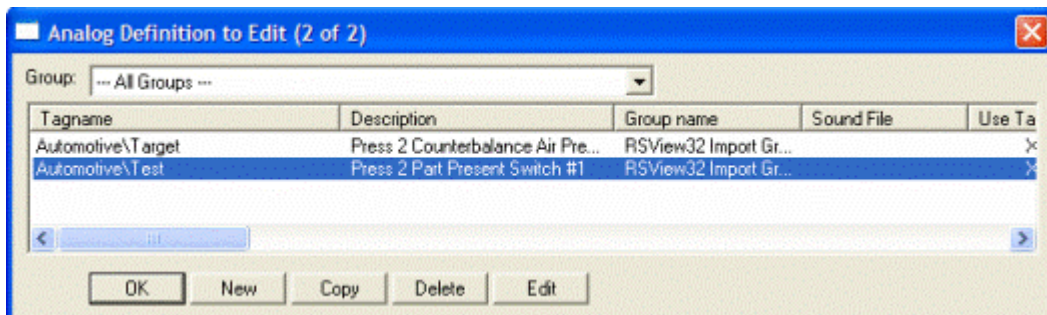 Analog Definition to Edit (2 of 2)
Group: --- All Groups ---
Tagname Description Group name Sound File Use Ta
Automotive\Target Press 2 Counterbalance Air Pre... RSView32 Import Gr...
Automotive\Test Press 2 Part Present Switch #1 RSView32 Import Gr...
OK New Copy Delete Edit